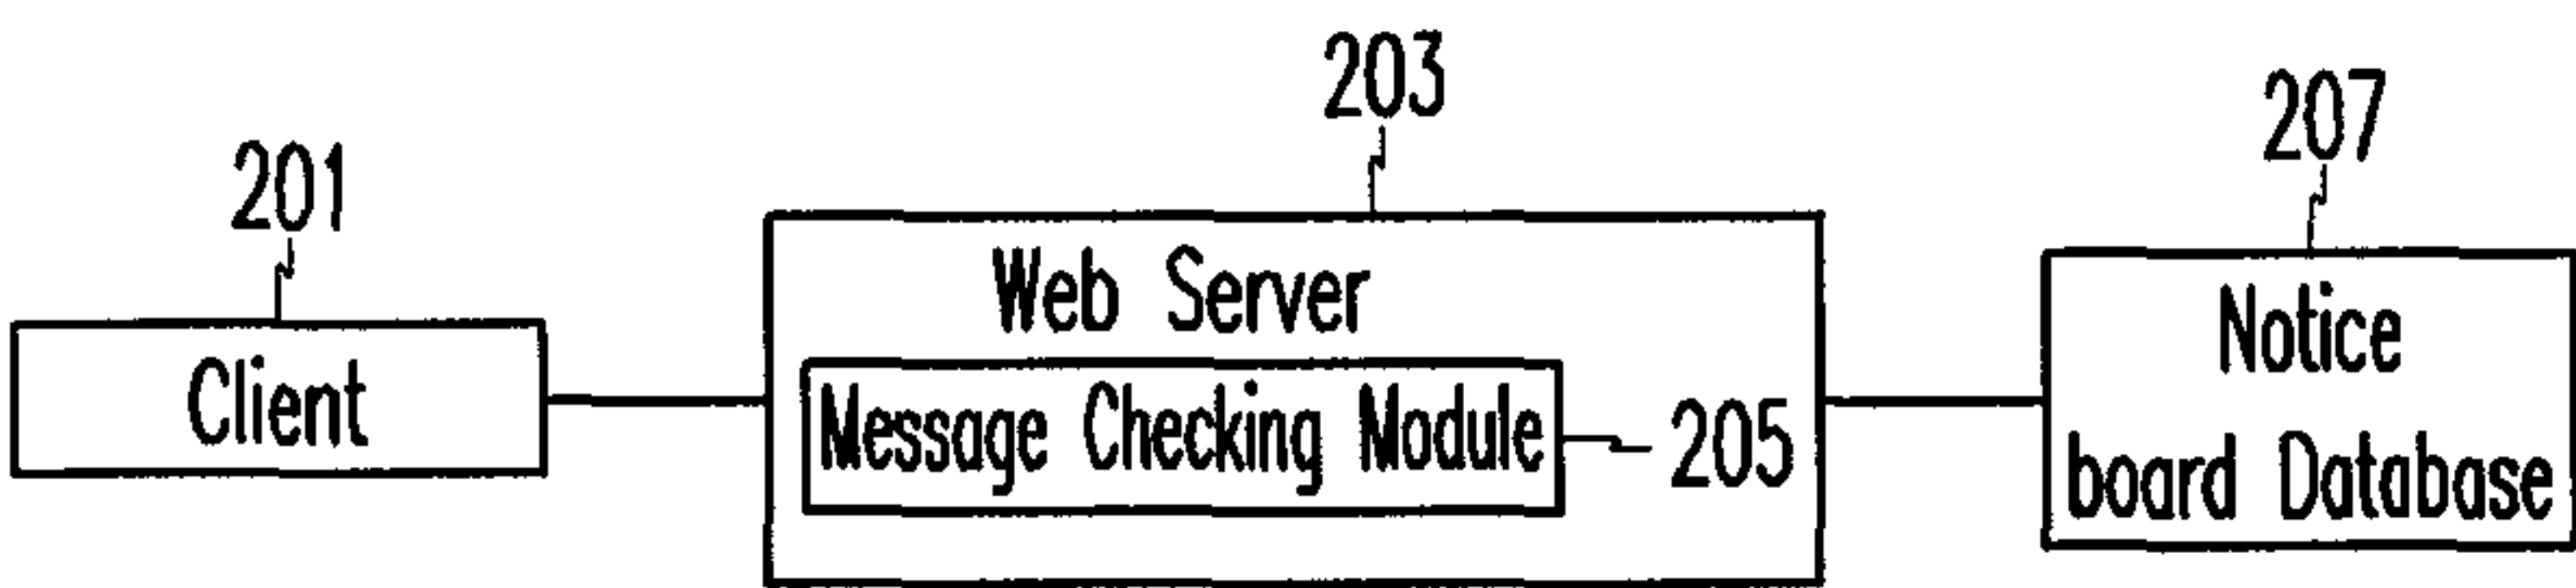 203
207
201
Web Server
Notice
Client
Message Checking Module
205
board Database